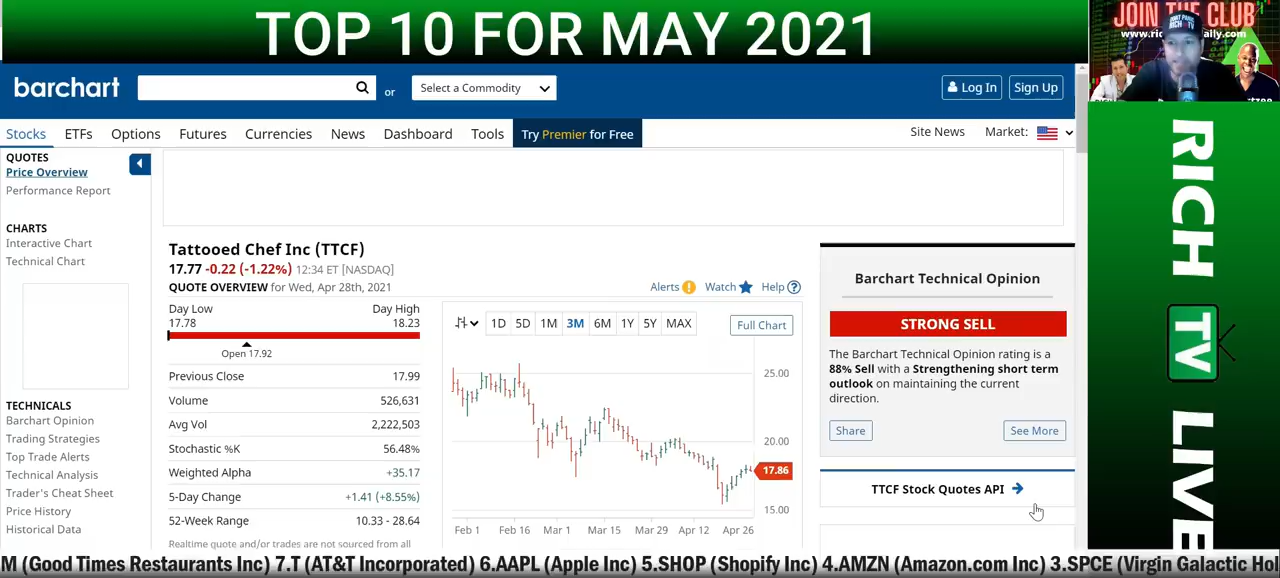 TOP 10 FOR MAY 2021
JOIN THE CLUB
barchart
or
Select a Commodity
Log In
Sign Up
Stocks
ETFs
Options
Futures
Currencies
News
Dashboard
Tools
Try Premier for Free
Site News
Market:
QUOTES
Price Overview
Performance Report
CHARTS
Interactive Chart
Technical Chart
TECHNICALS
Barchart Opinion
Trading Strategies
Top Trade Alerts
Technical Analysis
Trader's Cheat Sheet
Price History
Historical Data
Tattooed Chef Inc (TTCF)
17.77 -0.22 (-1.22%) 12:34 ET [NASDAQ]
QUOTE OVERVIEW for Wed, Apr 28th, 2021
Alerts
Watch
Help
Day Low
Day High
17.78
18.23
Open 17.92
Previous Close 17.99
Volume 526,631
Avg Vol 2,222,503
Stochastic %K 56.48%
Weighted Alpha +35.17
5-Day Change +1.41 (+8.55%)
52-Week Range 10.33 - 28.64
Realtime quote and/or trades are not sourced from all
1D 5D 1M 3M 6M 1Y 5Y MAX
Full Chart
25.00
20.00
17.86
15.00
Feb 1 Feb 16 Mar 1 Mar 15 Mar 29 Apr 12 Apr 26
Barchart Technical Opinion
STRONG SELL
The Barchart Technical Opinion rating is a
88% Sell with a Strengthening short term
outlook on maintaining the current
direction.
Share
See More
TTCF Stock Quotes API
RICH
TV
LIVE
M (Good Times Restaurants Inc) 7.T (AT&T Incorporated) 6.AAPL (Apple Inc) 5.SHOP (Shopify Inc) 4.AMZN (Amazon.com Inc) 3.SPCE (Virgin Galactic Hol